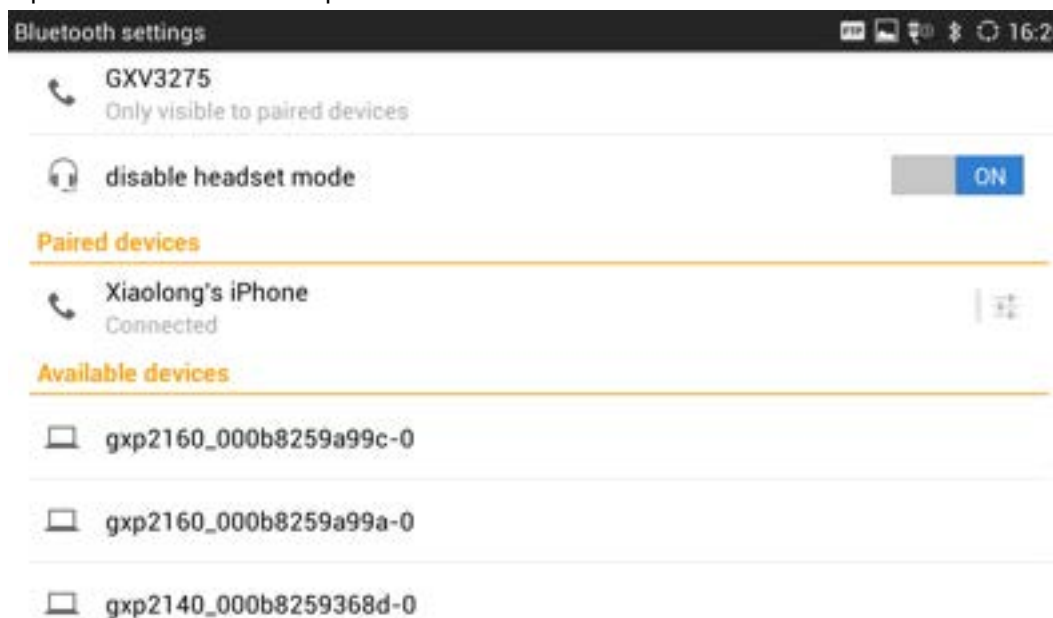 Bluetooth settings
FTP 16:2
GXV3275
Only visible to paired devices
disable headset mode
ON
Paired devices
Xiaolong's iPhone
Connected
Available devices
gxp2160_000b8259a99c-0
gxp2160_000b8259a99a-0
gxp2140_000b8259368d-0